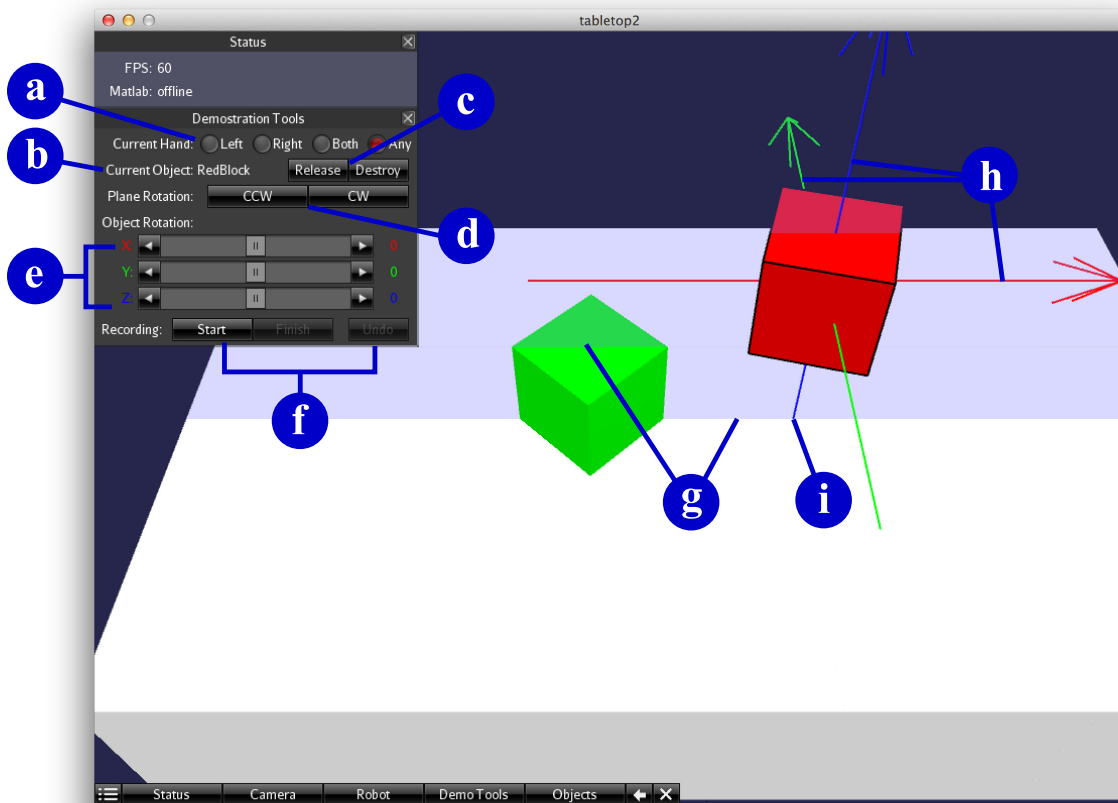 tabletop2
Status
FPS: 60
Matlab: offline
Demostration Tools
Current Hand: Left Right Both Any
Current Object: RedBlock Release Destroy
Plane Rotation: CCW CW
Object Rotation:
X: 0
Y: 0
Z: 0
Recording: Start Finish Undo
a
b
c
d
e
f
g
h
i
Status Camera Robot Demo Tools Objects